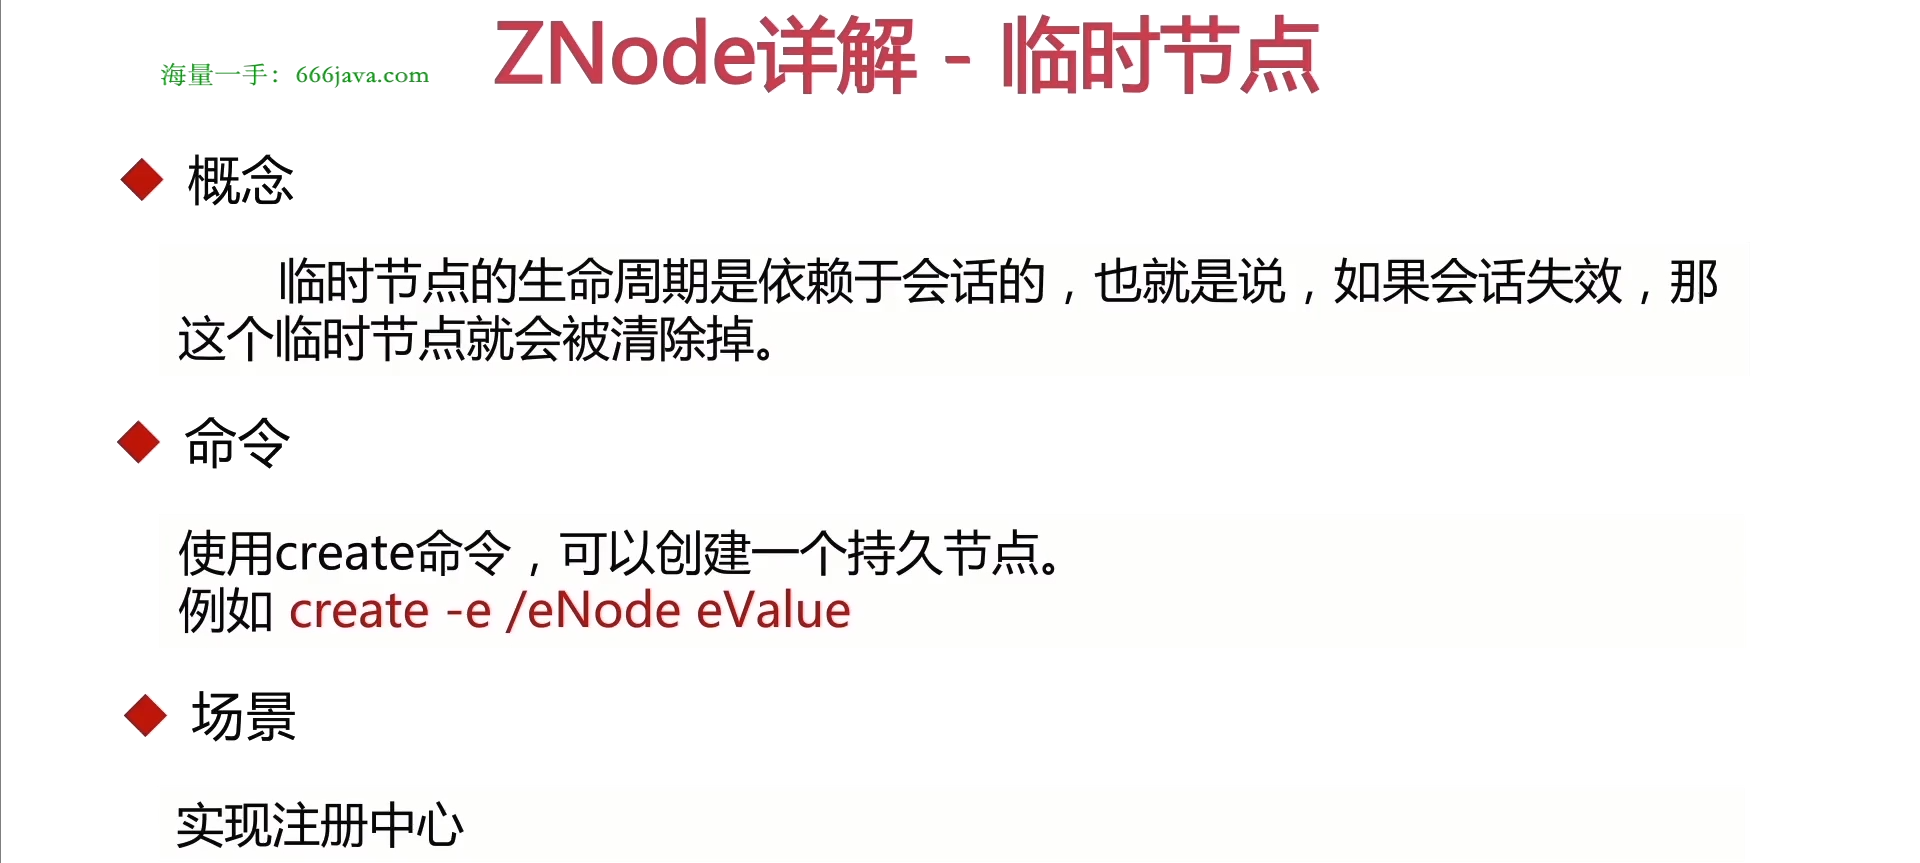 海量一手：666java.com
ZNode详解 - 临时节点
概念
临时节点的生命周期是依赖于会话的，也就是说，如果会话失效，那
这个临时节点就会被清除掉。
命令
使用create命令，可以创建一个持久节点。
例如 create -e /eNode eValue
场景
实现注册中心